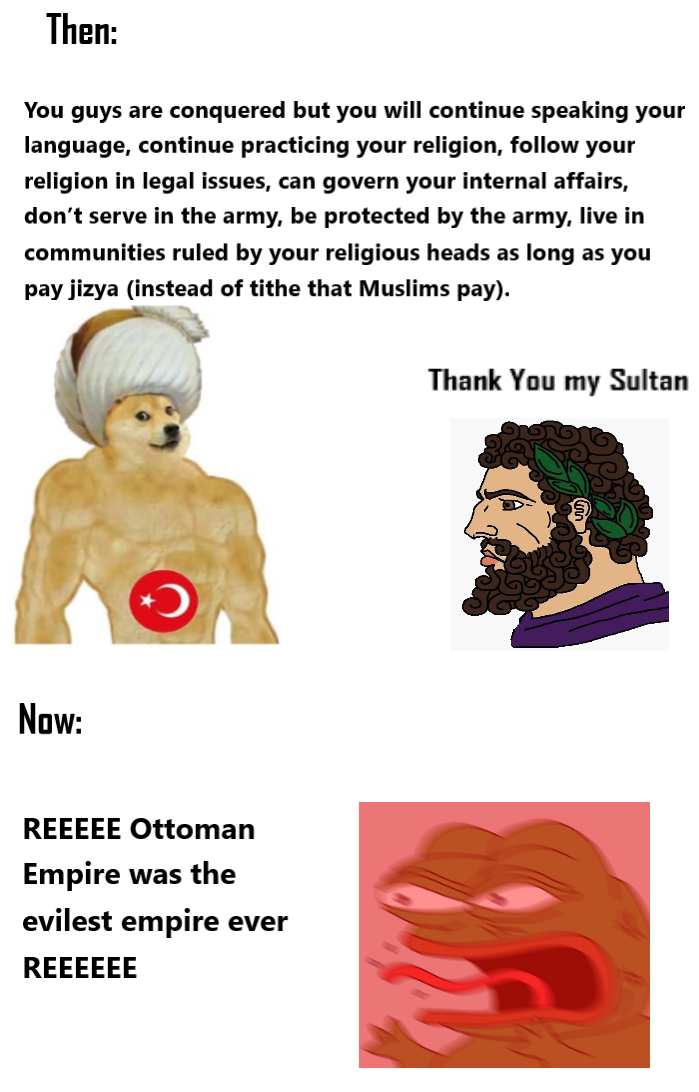 Then:
You guys are conquered but you will continue speaking your
language, continue practicing your religion, follow your
religion in legal issues, can govern your internal affairs,
don’t serve in the army, be protected by the army, live in
communities ruled by your religious heads as long as you
pay jizya (instead of tithe that Muslims pay).
Thank You my Sultan
Now:
REEEEE Ottoman
Empire was the
evilest empire ever
REEEEEE